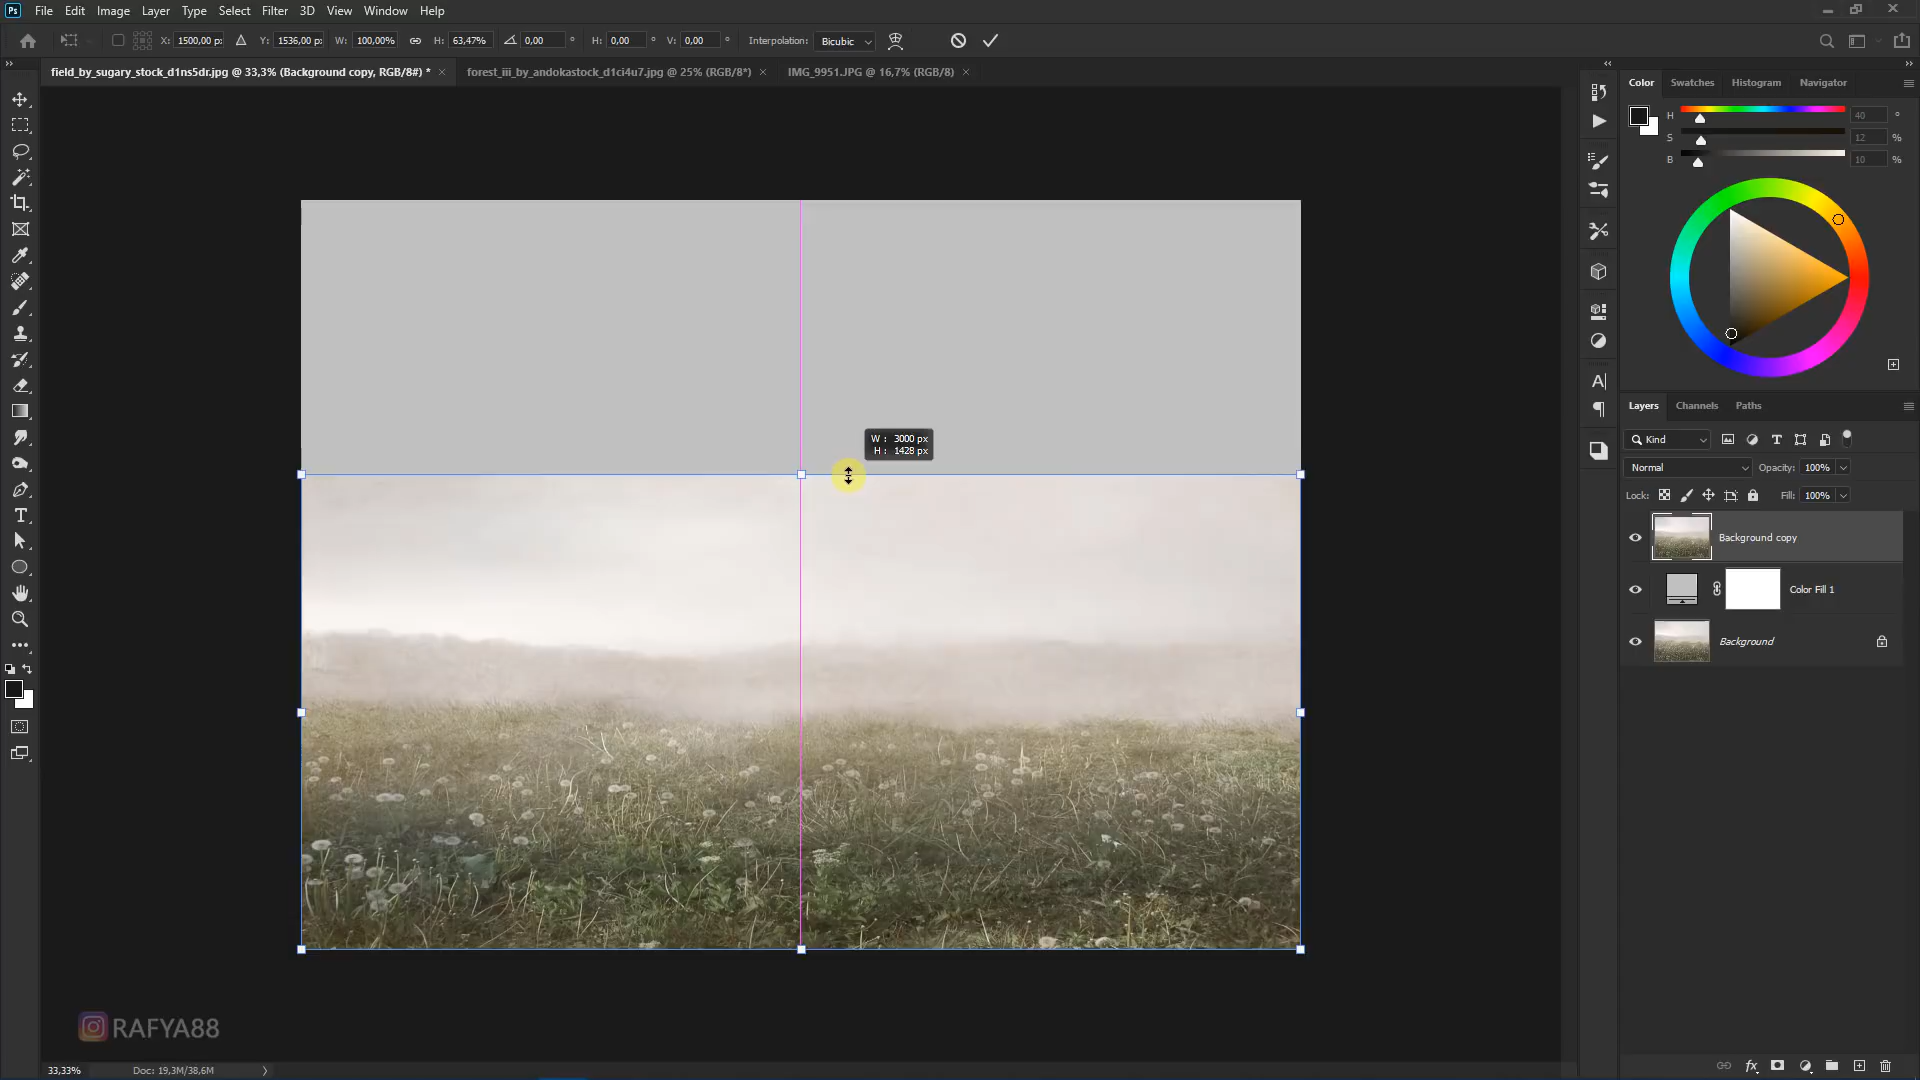 Ps File Edit Image Layer Type Select Filter 3D View Window Help
X: 1500,00 px Y: 1536,00 px W: 100,00% H: 63,47% 0,00 ° H: 0,00 ° V: 0,00 ° Interpolation: Bicubic
field_by_sugary_stock_d1ns5dr.jpg @ 33,3% (Background copy, RGB/8#) * × forest_iii_by_andokastock_d1ci4u7.jpg @ 25% (RGB/8*) × IMG_9951.JPG @ 16,7% (RGB/8) ×
Color Swatches Histogram Navigator
H 40 °
S 12 %
B 10 %
W : 3000 px
H : 1428 px
Layers Channels Paths
Kind
Normal Opacity: 100%
Lock: Fill: 100%
Background copy
Color Fill 1
Background
RAFYA88
33,33% Doc: 19,3M/38,6M